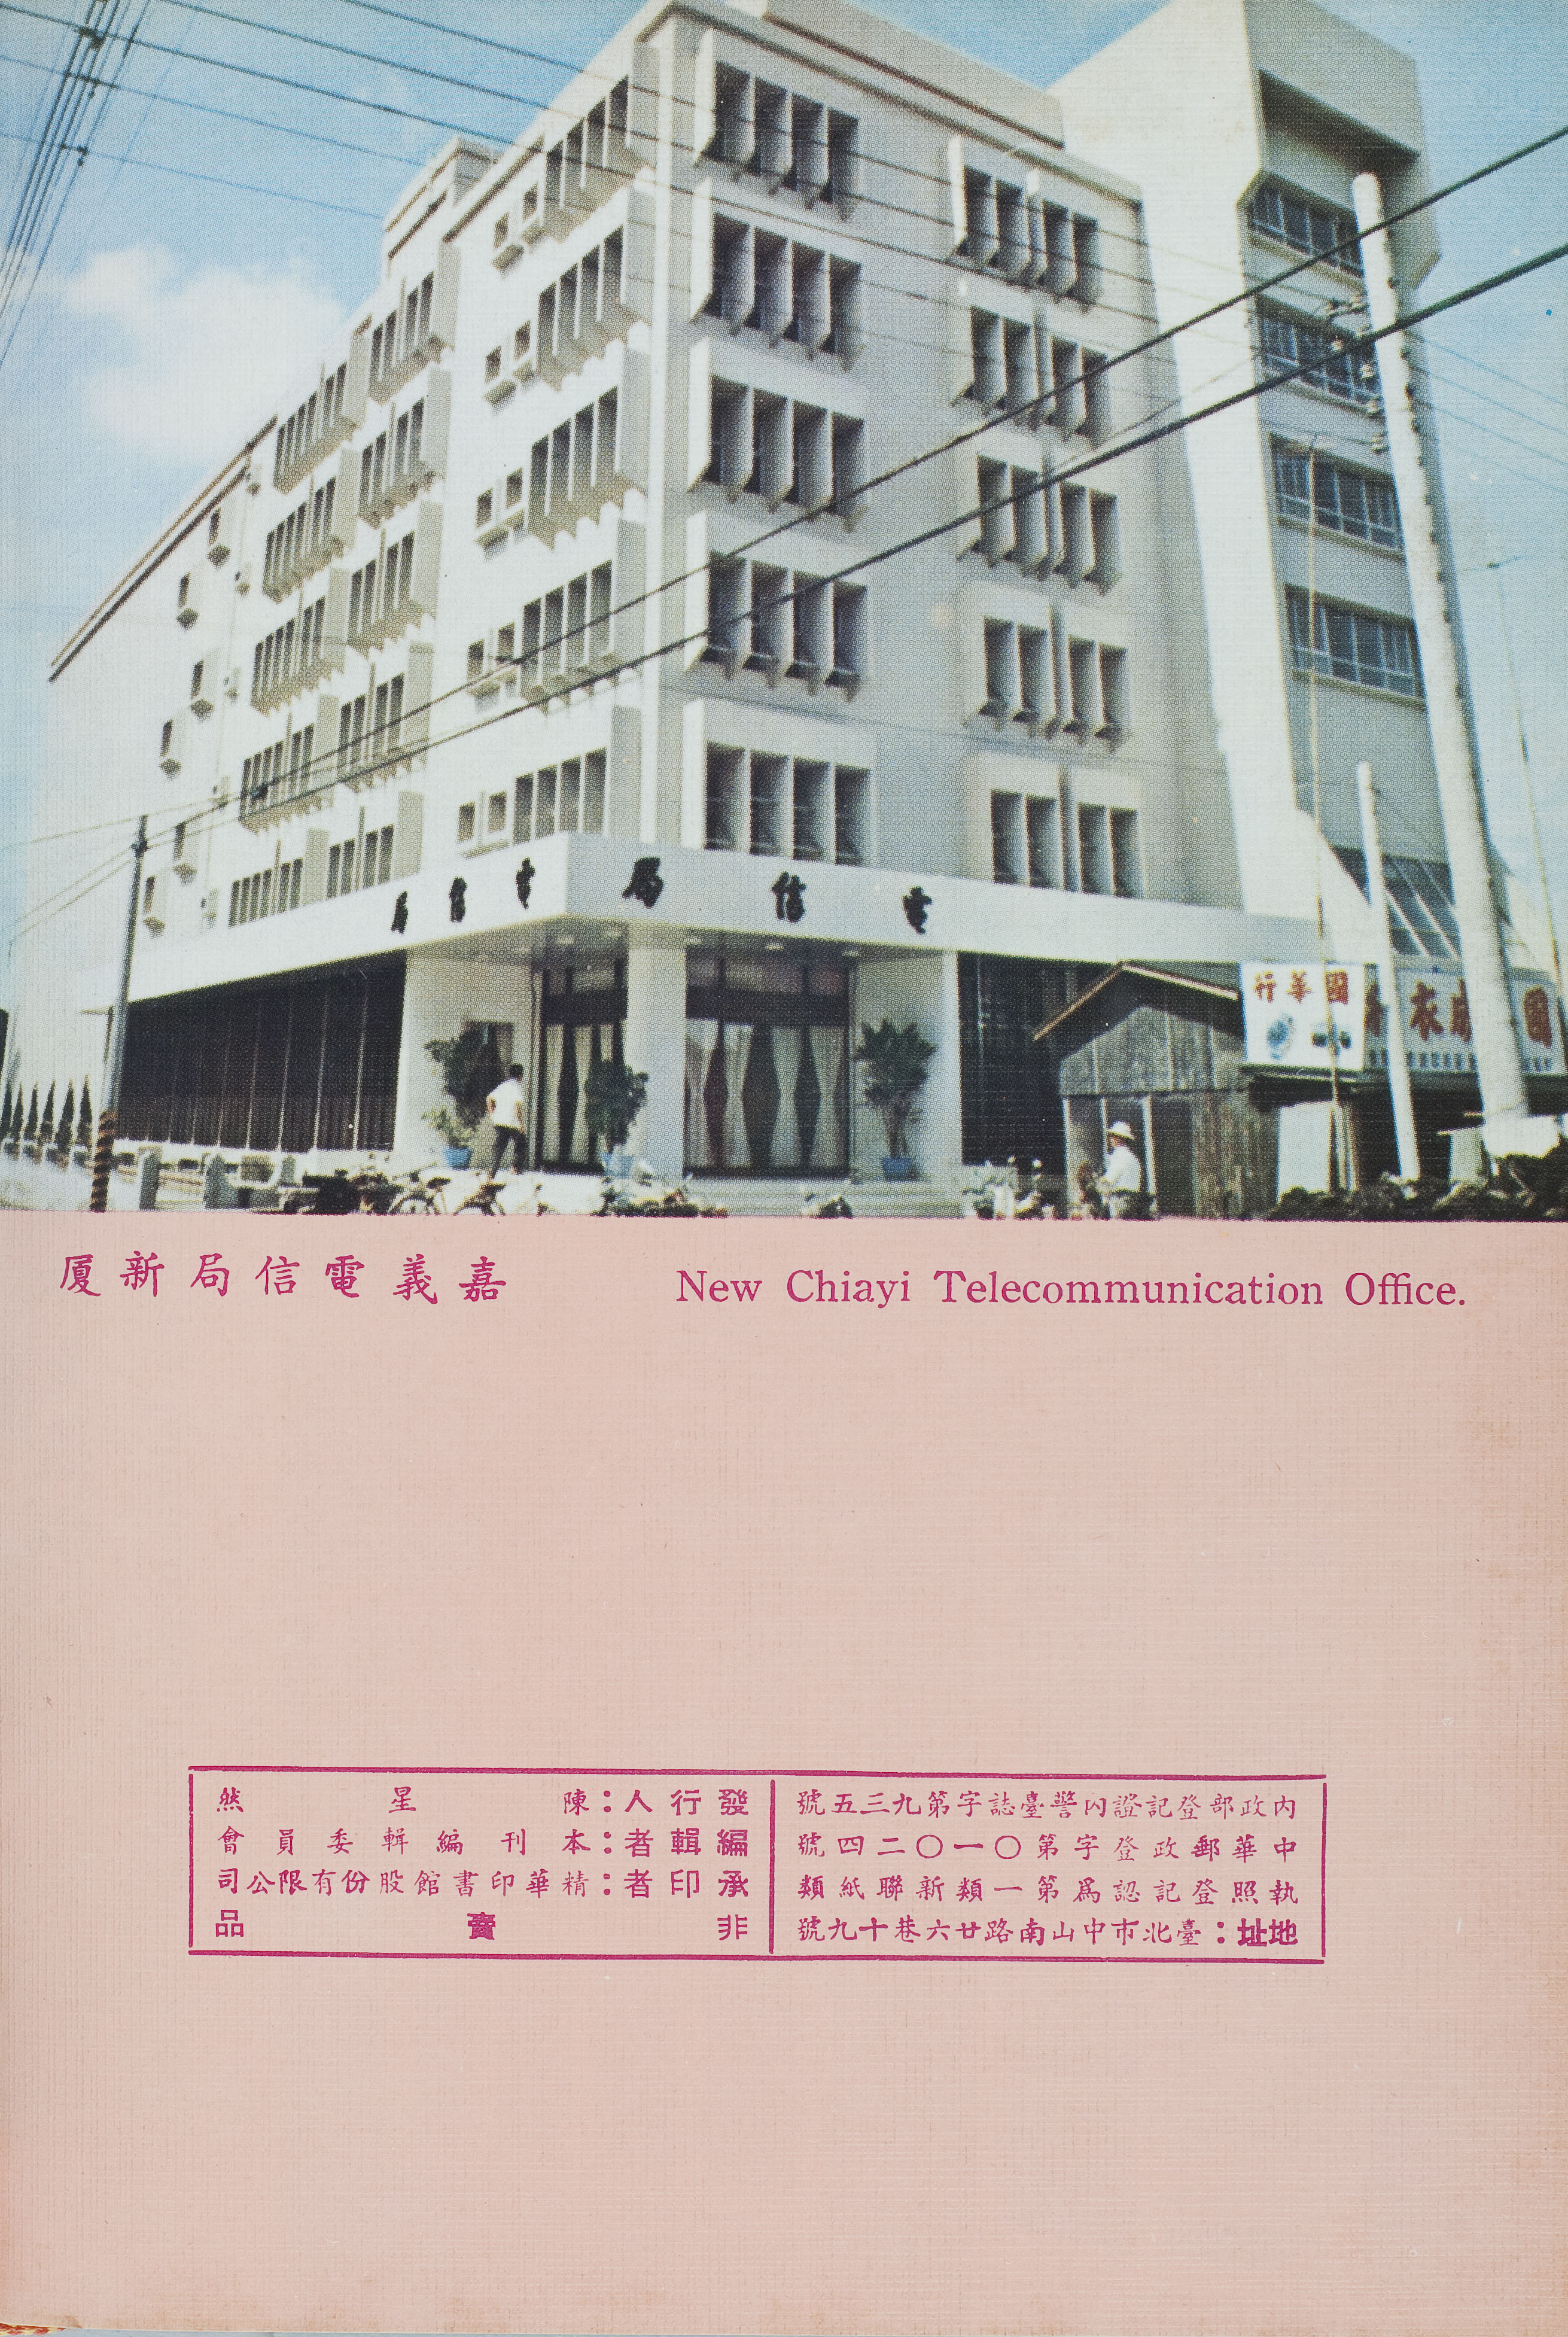 電信局
電信局
國華行
嘉義電信局新廈
New Chiayi Telecommunication Office.
內政部登記證內警臺誌字第九三五號
中華郵政登字第〇一〇二四號
執照登記認爲第一類新聯紙類
地址：臺北市中山南路廿六巷十九號
發行人：陳星然
編輯者：本刊編輯委員會
承印者：精華印書館股份有限公司
非賣品